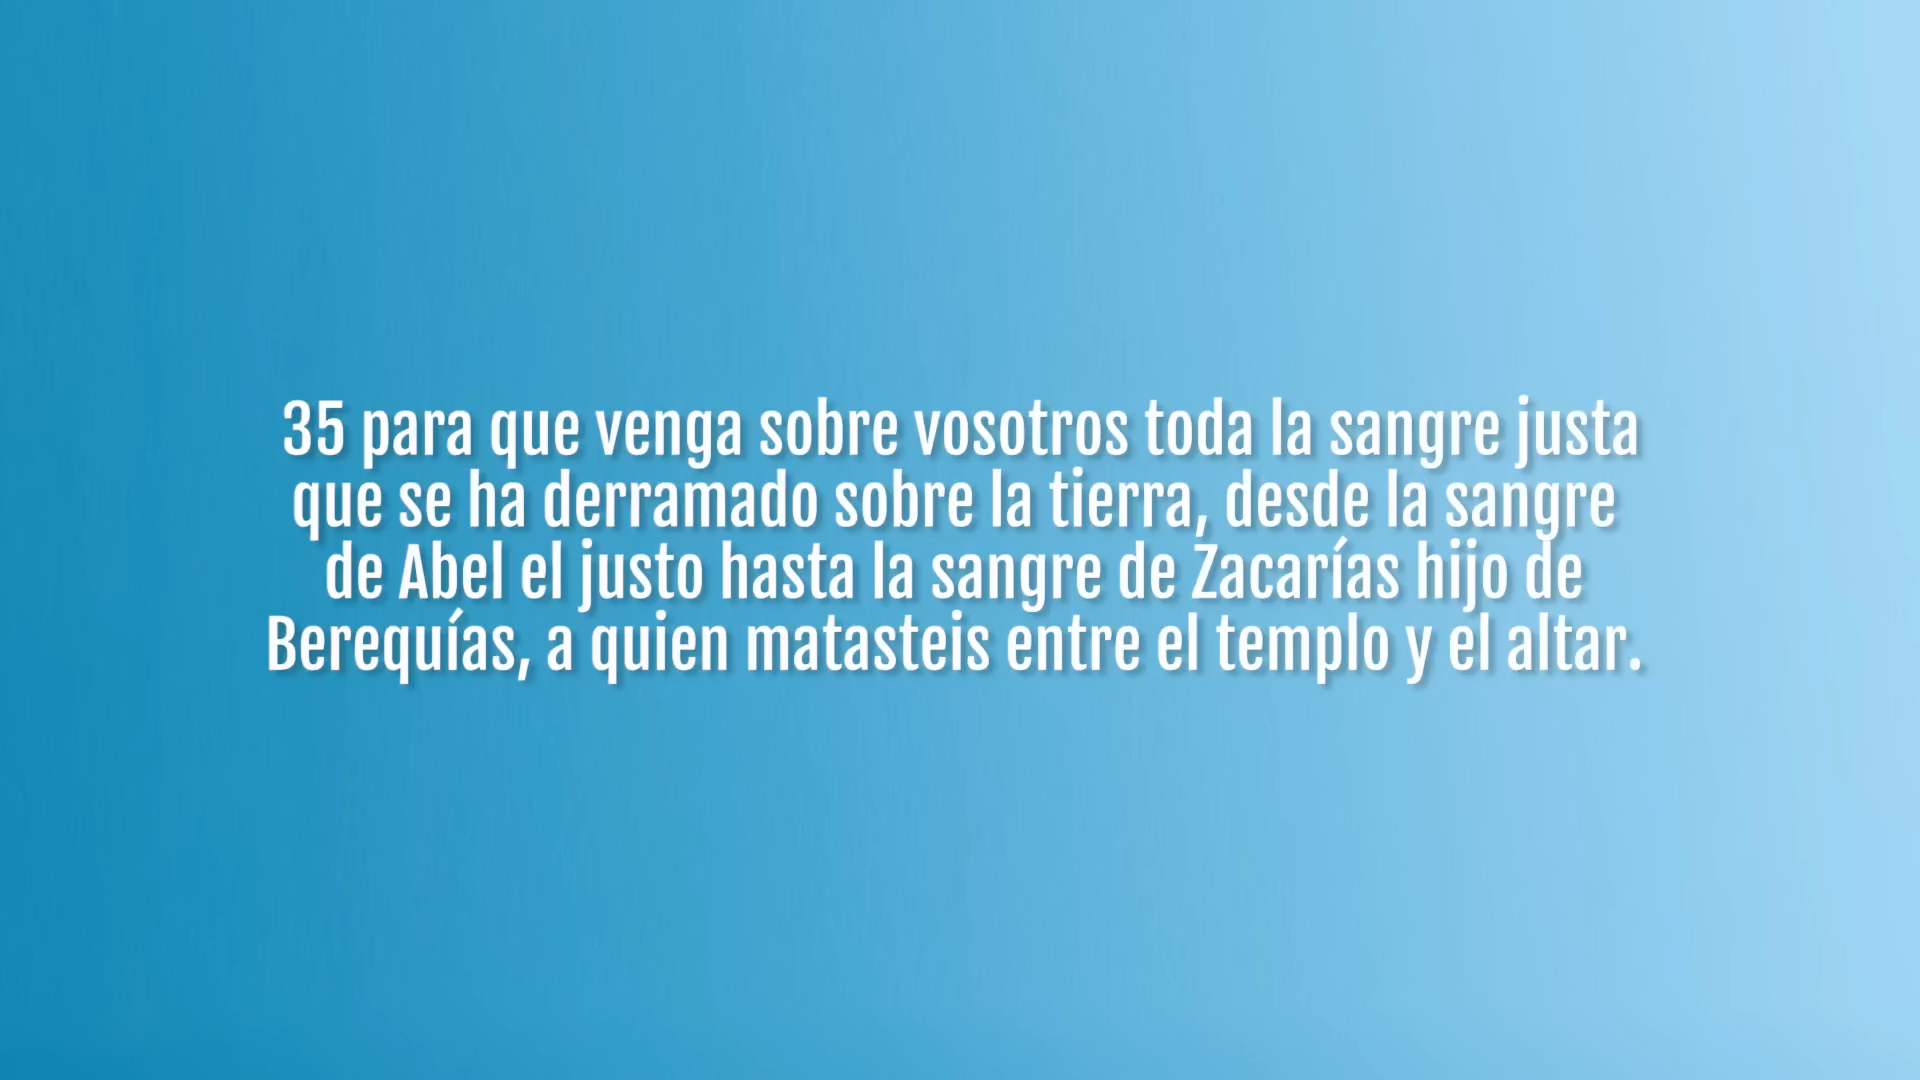 35 para que venga sobre vosotros toda la sangre justa
que se ha derramado sobre la tierra, desde la sangre
de Abel el justo hasta la sangre de Zacarías hijo de
Berequías, a quien matasteis entre el templo y el altar.